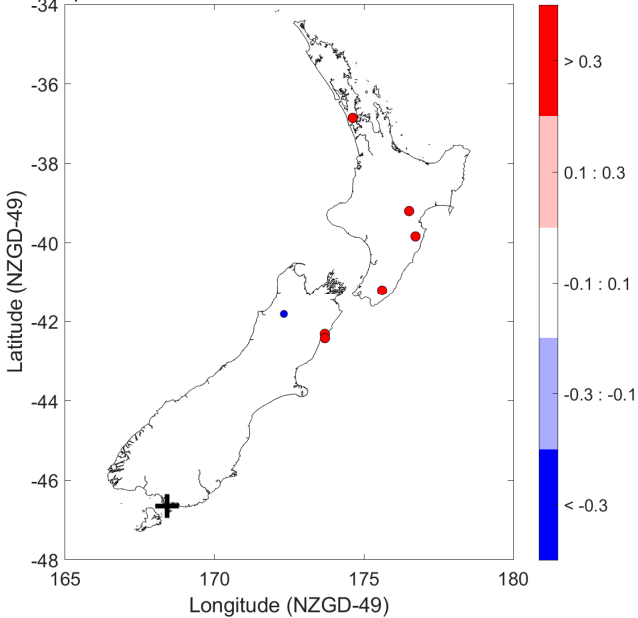 -34
-36
-38
-40
-42
-44
-46
-48
165
170
175
180
Latitude (NZGD-49)
Longitude (NZGD-49)
> 0.3
0.1 : 0.3
-0.1 : 0.1
-0.3 : -0.1
< -0.3